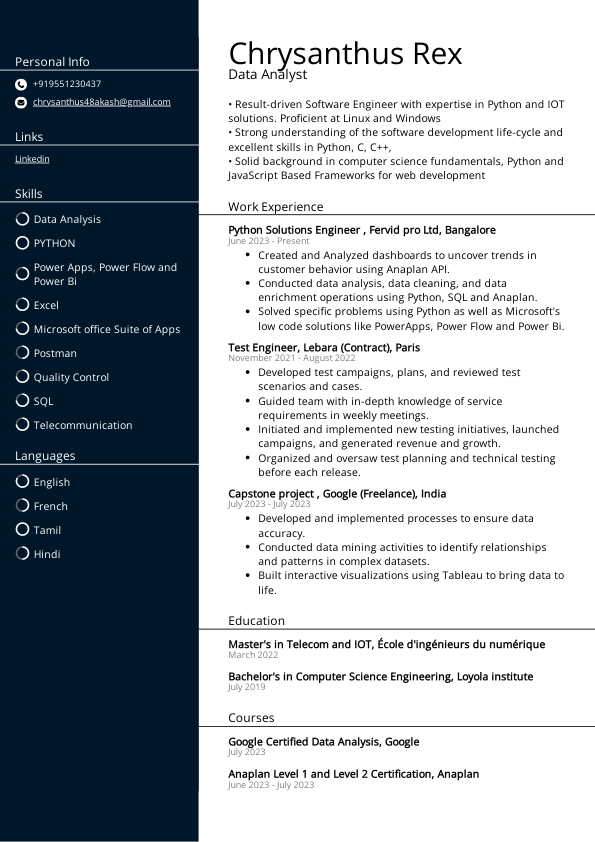 Personal Info
+919551230437
chrysanthus48akash@gmail.com
Links
Linkedin
Skills
Data Analysis
PYTHON
Power Apps, Power Flow and
Power Bi
Excel
Microsoft office Suite of Apps
Postman
Quality Control
SQL
Telecommunication
Languages
English
French
Tamil
Hindi
Chrysanthus Rex
Data Analyst
• Result-driven Software Engineer with expertise in Python and IOT
solutions. Proficient at Linux and Windows
• Strong understanding of the software development life-cycle and
excellent skills in Python, C, C++,
• Solid background in computer science fundamentals, Python and
JavaScript Based Frameworks for web development
Work Experience
Python Solutions Engineer , Fervid pro Ltd, Bangalore
June 2023 - Present
• Created and Analyzed dashboards to uncover trends in
customer behavior using Anaplan API.
• Conducted data analysis, data cleaning, and data
enrichment operations using Python, SQL and Anaplan.
• Solved specific problems using Python as well as Microsoft's
low code solutions like PowerApps, Power Flow and Power Bi.
Test Engineer, Lebara (Contract), Paris
November 2021 - August 2022
• Developed test campaigns, plans, and reviewed test
scenarios and cases.
• Guided team with in-depth knowledge of service
requirements in weekly meetings.
• Initiated and implemented new testing initiatives, launched
campaigns, and generated revenue and growth.
• Organized and oversaw test planning and technical testing
before each release.
Capstone project , Google (Freelance), India
July 2023 - July 2023
• Developed and implemented processes to ensure data
accuracy.
• Conducted data mining activities to identify relationships
and patterns in complex datasets.
• Built interactive visualizations using Tableau to bring data to
life.
Education
Master's in Telecom and IOT, École d'ingénieurs du numérique
March 2022
Bachelor's in Computer Science Engineering, Loyola institute
July 2019
Courses
Google Certified Data Analysis, Google
July 2023
Anaplan Level 1 and Level 2 Certification, Anaplan
June 2023 - July 2023